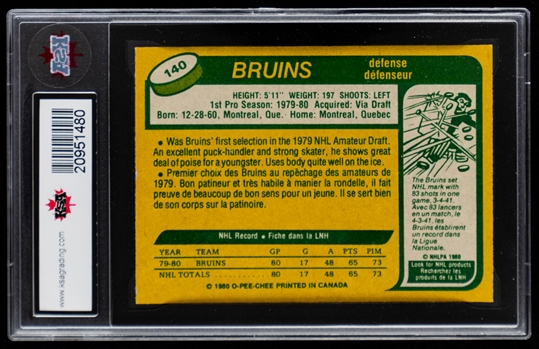 KSA
140
BRUINS
défense
défenseur
HEIGHT: 5'11" WEIGHT: 197 SHOOTS: LEFT
1st Pro Season: 1979-80 Acquired: Via Draft
Born: 12-28-60, Montreal, Que. Home: Montreal, Quebec
• Was Bruins' first selection in the 1979 NHL Amateur Draft.
An excellent puck-handler and strong skater, he shows great
deal of poise for a youngster. Uses body quite well on the ice.
• Premier choix des Bruins au repêchage des amateurs de
1979. Bon patineur et très habile à manier la rondelle, il fait
preuve de beaucoup de bon sens pour un jeune. Il se sert bien
de son corps sur la patinoire.
NHL Record • Fiche dans la LNH
YEAR TEAM GP G A PTS PIM
79-80 BRUINS 80 17 48 65 73
NHL TOTALS 80 17 48 65 73
© 1980 O-PEE-CHEE PRINTED IN CANADA
The Bruins set
NHL mark with
83 shots in one
game, 3-4-41.
Avec 83 lancers
en un match, le
4-3-41, les
Bruins établirent
un record dans
la Ligue
Nationale.
© NHLPA 1980
Look for NHL products
Recherchez les
produits de la LNH
20951480
KSA
www.ksagrading.com